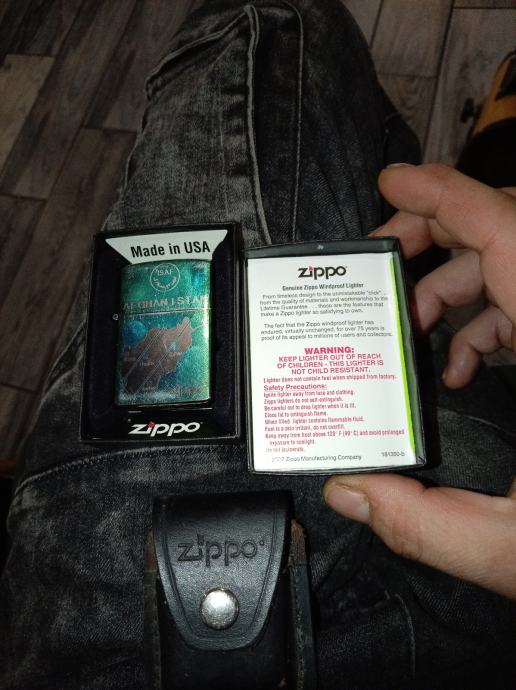 Made in USA
ISAF
AFGHANISTAN
zippo
zippo
Genuine Zippo Windproof Lighter
From timeless design to the unmistakable "click" . .
from the quality of materials and workmanship to the
Lifetime Guarantee . . . these are the features that
make a Zippo lighter so satisfying to own.
The fact that the Zippo windproof lighter has
endured, virtually unchanged, for over 75 years is
proof of its appeal to millions of users and collectors.
WARNING:
KEEP LIGHTER OUT OF REACH
OF CHILDREN - THIS LIGHTER IS
NOT CHILD RESISTANT.
Lighter does not contain fuel when shipped from factory.
Safety Precautions:
Ignite lighter away from face and clothing.
Zippo lighters do not self extinguish.
Be careful not to drop lighter when it is lit.
Close lid to extinguish flame.
When filled, lighter contains flammable fluid.
Fuel is a skin irritant, do not overfill.
Keep away from heat above 120° F (49° C) and avoid prolonged
exposure to sunlight.
Do not incinerate.
Zippo Manufacturing Company
181350-b
zippo